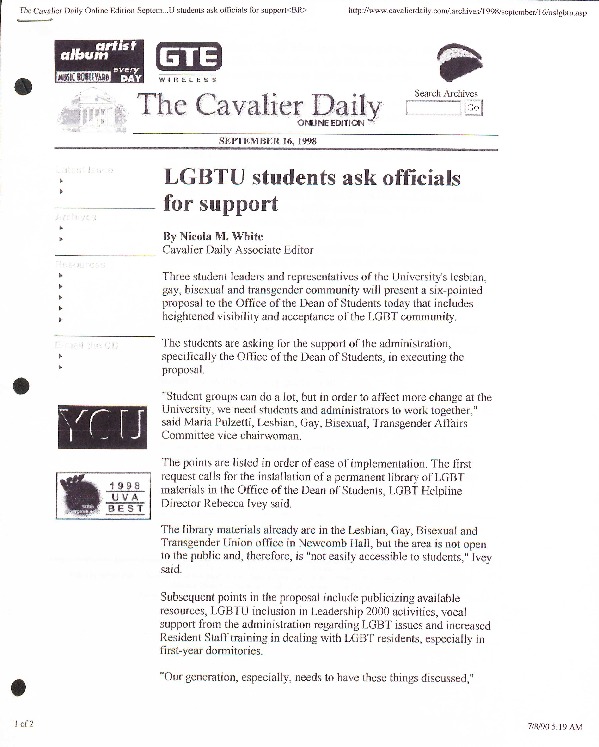 The Cavalier Daily Online Edition Septem...U students ask officials for support<BR>
http://www.cavalierdaily.com/archives/1998/september/16/nslgbtu.asp
artist
album
every
MUSIC BOULEVARD DAY
GTE
WIRELESS
Search Archives
Go
The Cavalier Daily
ONLINE EDITION
SEPTEMBER 16, 1998
LGBTU students ask officials
for support
Archives
Resources
By Nicola M. White
Cavalier Daily Associate Editor
Three student leaders and representatives of the University's lesbian,
gay, bisexual and transgender community will present a six-pointed
proposal to the Office of the Dean of Students today that includes
heightened visibility and acceptance of the LGBT community.
The students are asking for the support of the administration,
specifically the Office of the Dean of Students, in executing the
proposal.
"Student groups can do a lot, but in order to affect more change at the
University, we need students and administrators to work together,"
said Maria Pulzetti, Lesbian, Gay, Bisexual, Transgender Affairs
Committee vice chairwoman.
YCU
1998
UVA
BEST
The points are listed in order of ease of implementation. The first
request calls for the installation of a permanent library of LGBT
materials in the Office of the Dean of Students, LGBT Helpline
Director Rebecca Ivey said.
The library materials already are in the Lesbian, Gay, Bisexual and
Transgender Union office in Newcomb Hall, but the area is not open
to the public and, therefore, is "not easily accessible to students," Ivey
said.
Subsequent points in the proposal include publicizing available
resources, LGBTU inclusion in Leadership 2000 activities, vocal
support from the administration regarding LGBT issues and increased
Resident Staff training in dealing with LGBT residents, especially in
first-year dormitories.
"Our generation, especially, needs to have these things discussed,"
1 of 2
7/8/00 5:19 AM